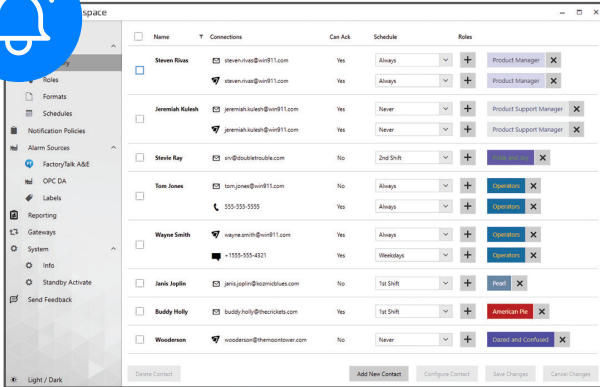 space
Name Connections Can Ack Schedule Roles
Steven Rivas steven.rivas@win911.com Yes Always + Product Manager X
steven.rivas@win911.com Yes Always + Product Manager X
Roles
Formats
Schedules
Jeremiah Kulesh jeremiah.kulesh@win911.com Yes Never + Product Support Manager X
jeremiah.kulesh@win911.com Yes Never + Product Support Manager X
Notification Policies
Alarm Sources
FactoryTalk A&E
OPC DA
Labels
Stevie Ray srv@doubletrouble.com No 2nd Shift + Pride and Joy X
Tom Jones tom.jones@win911.com No Always + Operators X
555-555-5555 Yes Always + Operators X
Reporting
Gateways
System
Info
Standby Activate
Send Feedback
Wayne Smith wayne.smith@win911.com Yes Always + Operators X
+1555-555-4321 Yes Weekdays + Operators X
Janis Joplin janis.joplin@kozmicblues.com No 1st Shift + Pearl X
Buddy Holly buddy.holly@thecrickets.com Yes 1st Shift + American Pie X
Wooderson wooderson@themoontower.com No Never + Dazed and Confused X
Light / Dark
Delete Contact Add New Contact Configure Contact Save Changes Cancel Changes